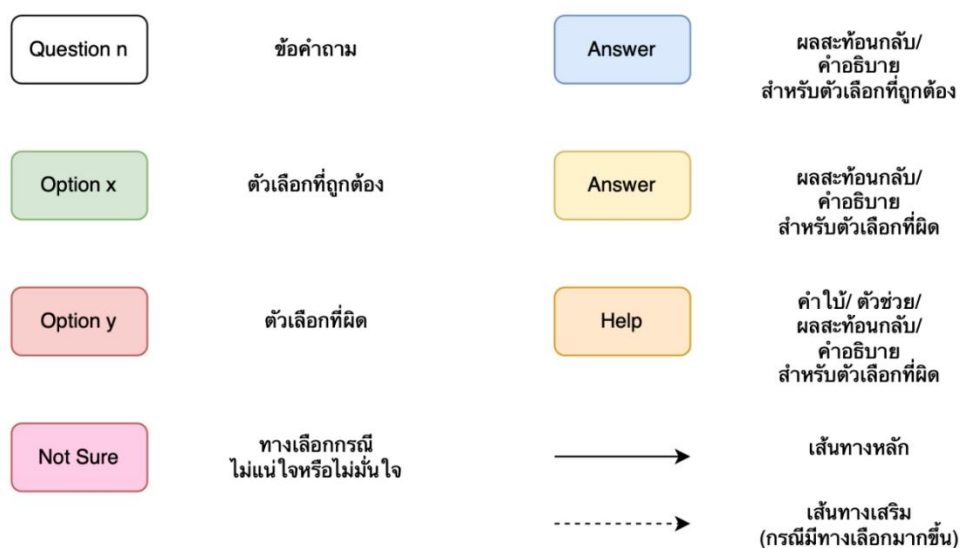 Question n
ข้อคำถาม
Answer
ผลสะท้อนกลับ/
คำอธิบาย
สำหรับตัวเลือกที่ถูกต้อง
Option x
ตัวเลือกที่ถูกต้อง
Answer
ผลสะท้อนกลับ/
คำอธิบาย
สำหรับตัวเลือกที่ผิด
Option y
ตัวเลือกที่ผิด
Help
คำใบ้/ ตัวช่วย/
ผลสะท้อนกลับ/
คำอธิบาย
สำหรับตัวเลือกที่ผิด
Not Sure
ทางเลือกกรณี
ไม่แน่ใจหรือไม่มั่นใจ
เส้นทางหลัก
เส้นทางเสริม
(กรณีมีทางเลือกมากขึ้น)